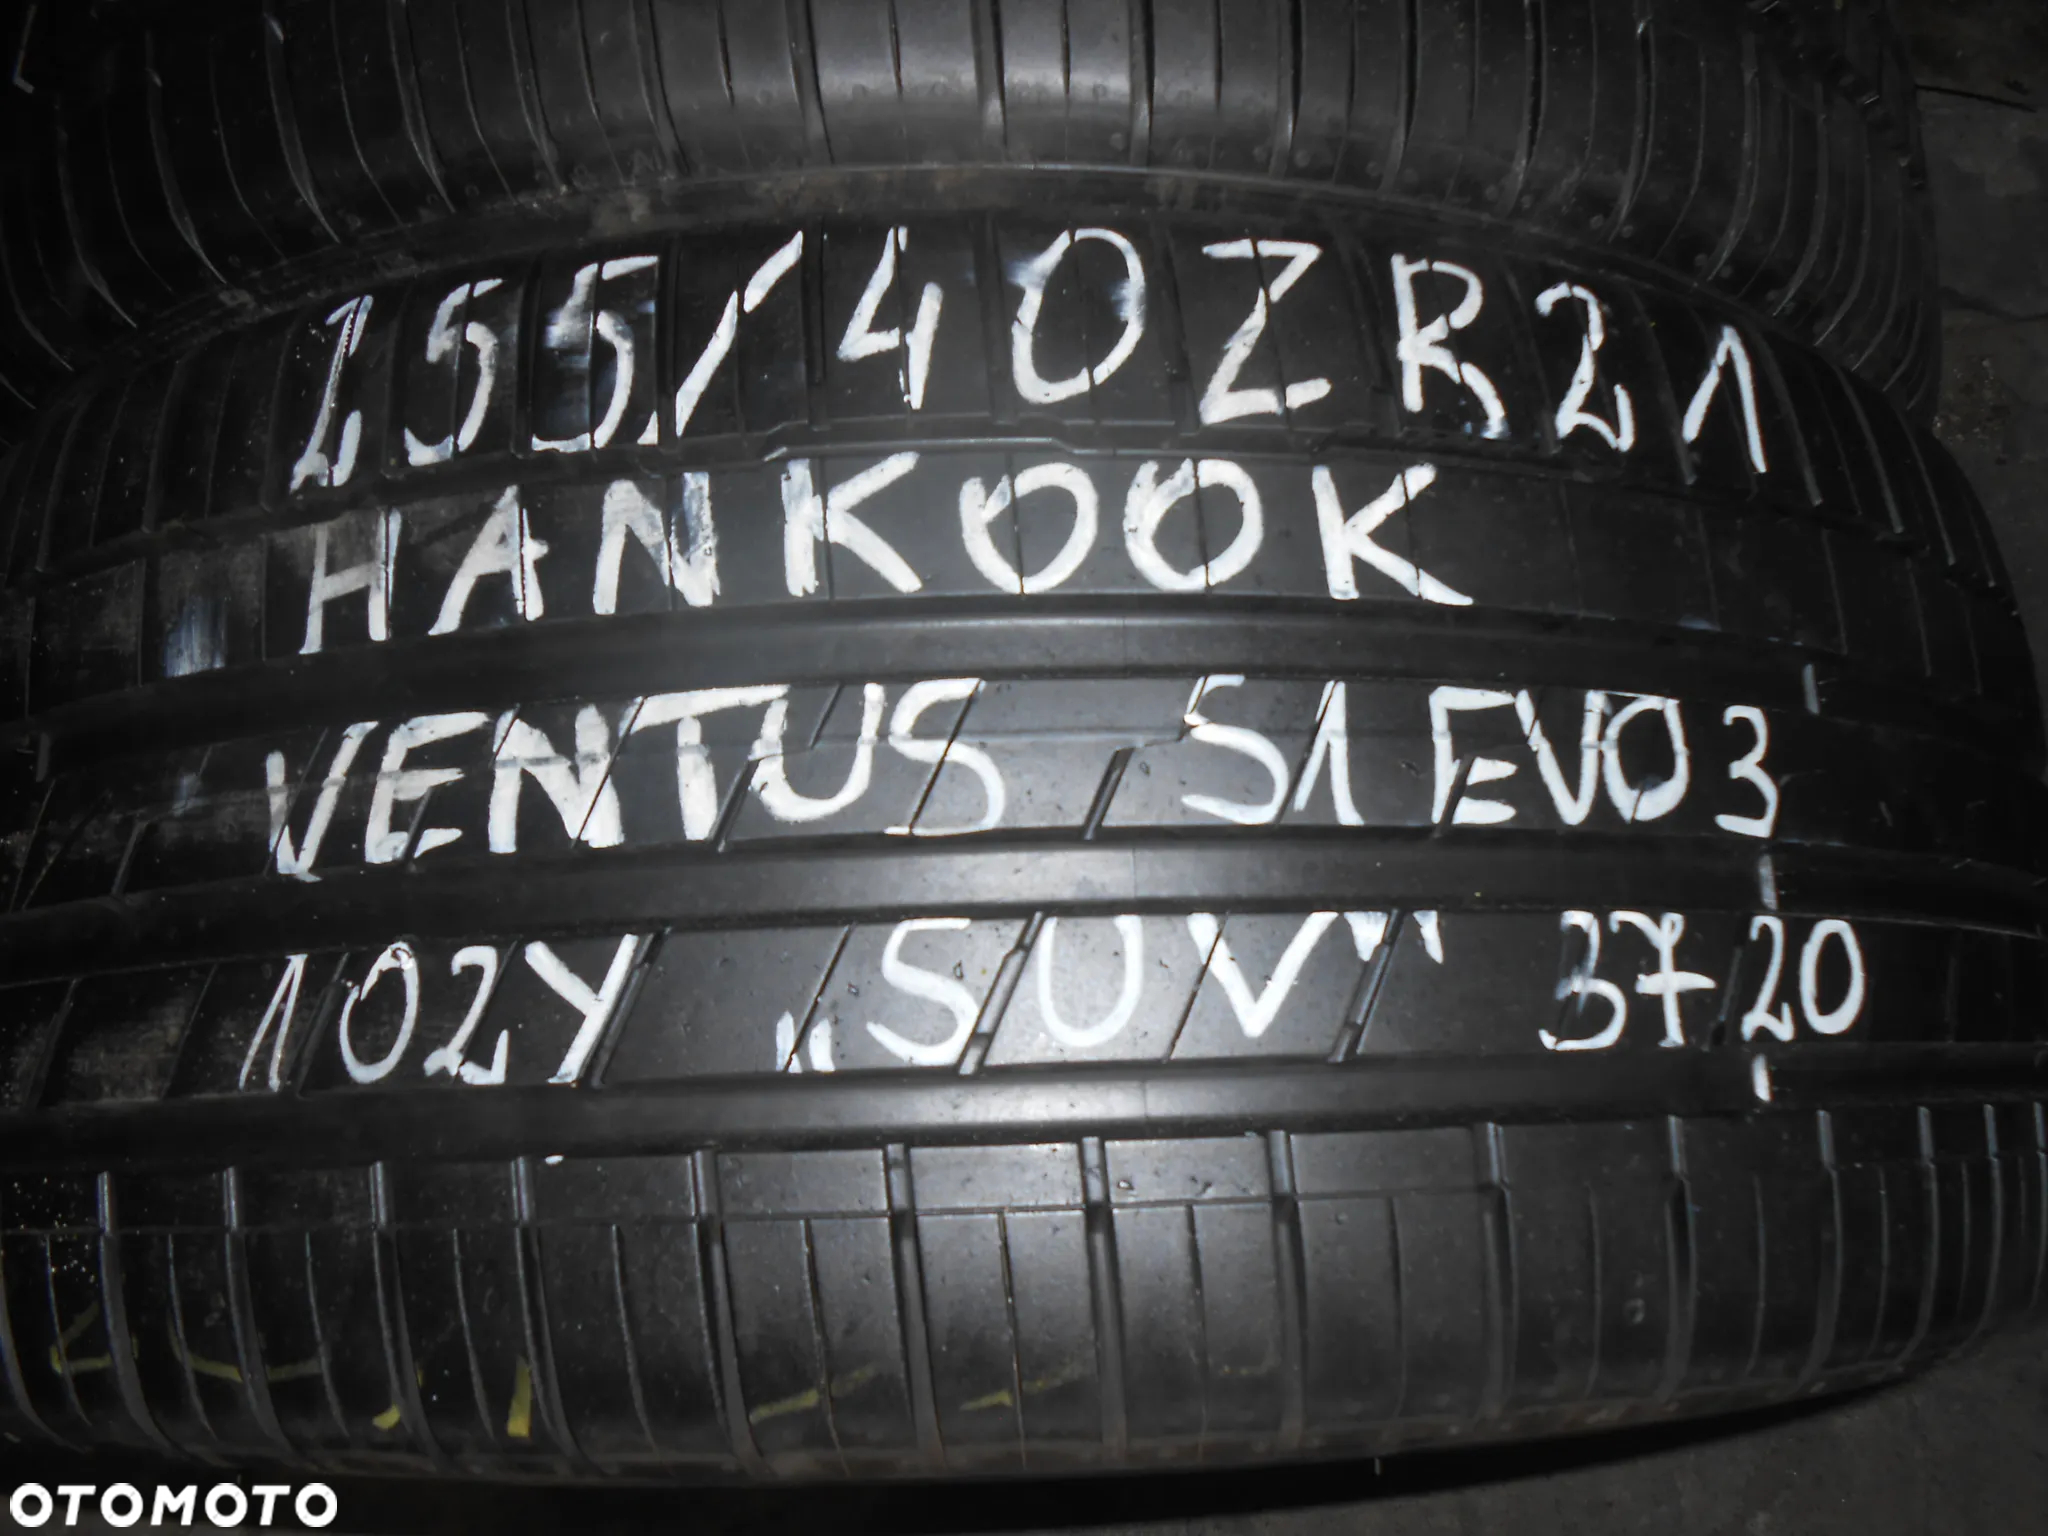 255/40ZR21
HANKOOK
VENTUS S1 EVO3
102Y „SUV" 3720
OTOMOTO